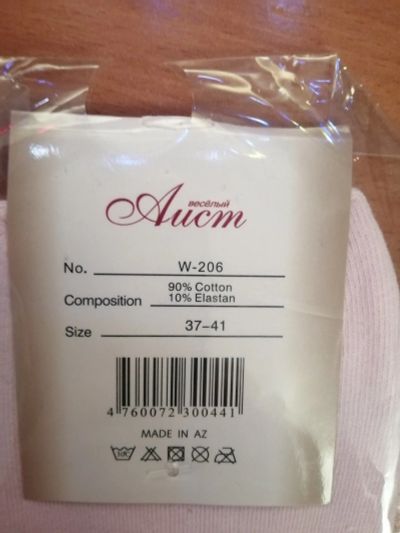 весёлый
Аист
No. W-206
Composition 90% Cotton
10% Elastan
Size 37-41
4 760072 300441
MADE IN AZ